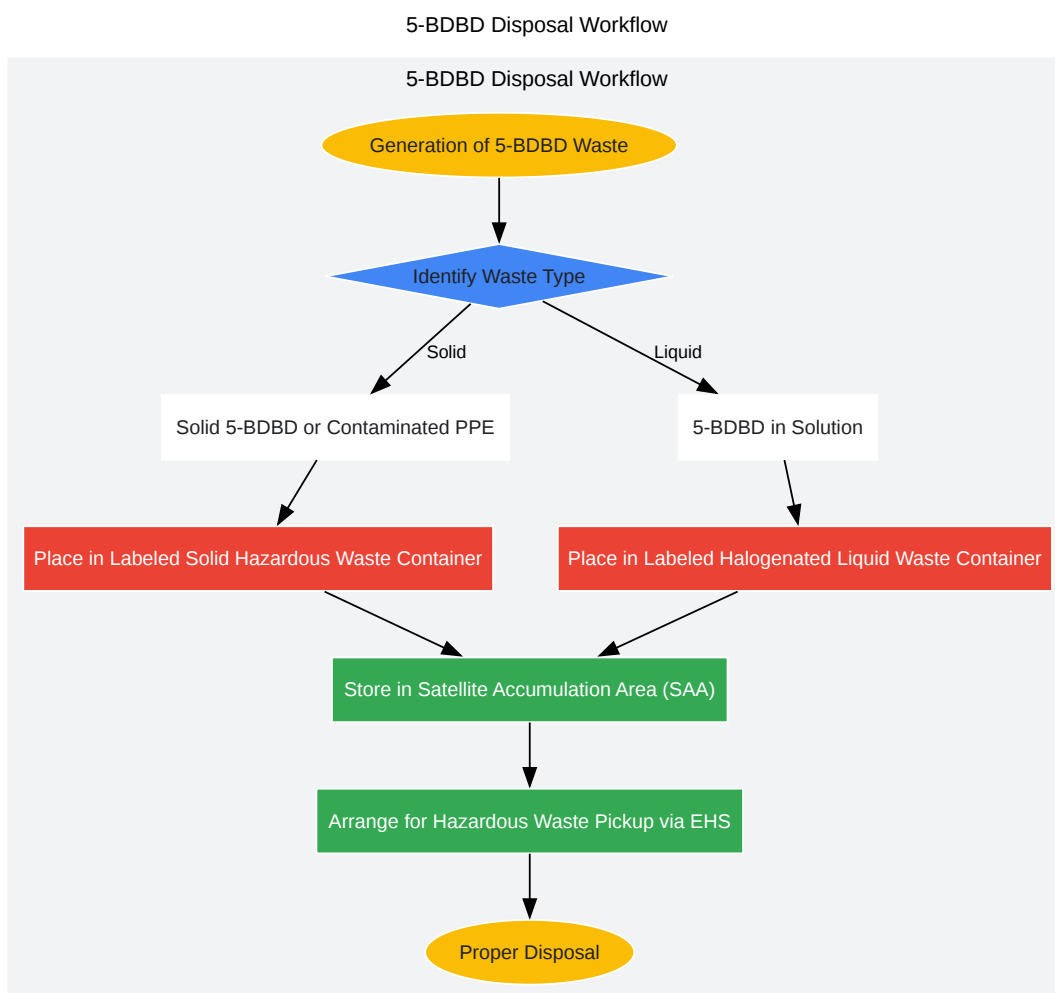 5-BDBD Disposal Workflow
5-BDBD Disposal Workflow
Generation of 5-BDBD Waste
Identify Waste Type
Solid
Liquid
Solid 5-BDBD or Contaminated PPE
5-BDBD in Solution
Place in Labeled Solid Hazardous Waste Container
Place in Labeled Halogenated Liquid Waste Container
Store in Satellite Accumulation Area (SAA)
Arrange for Hazardous Waste Pickup via EHS
Proper Disposal